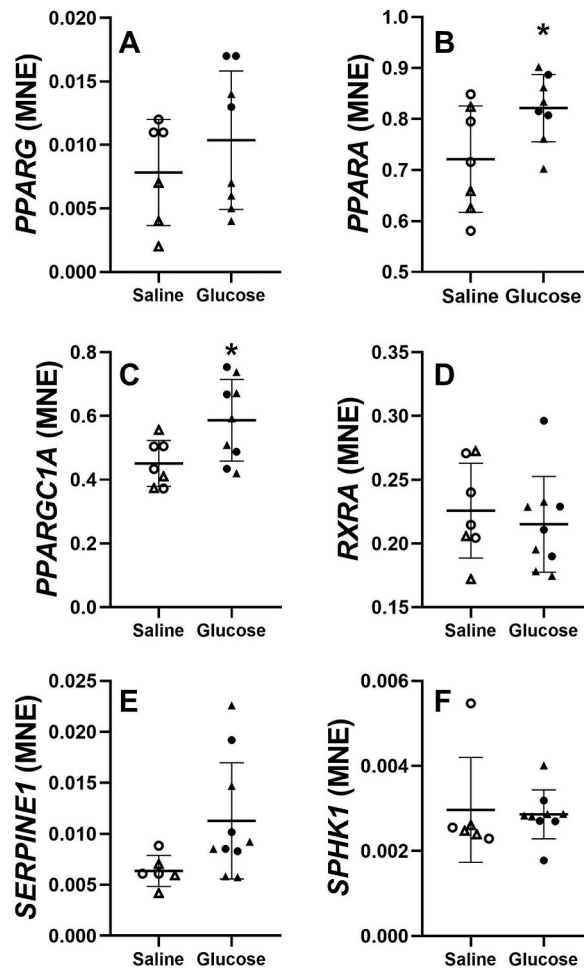 A
PPARG (MNE)
0.020
0.015
0.010
0.005
0.000
Saline
Glucose
B
*
PPARA (MNE)
1.0
0.9
0.8
0.7
0.6
0.5
Saline
Glucose
C
*
PPARGC1A (MNE)
0.8
0.6
0.4
0.2
0.0
Saline
Glucose
D
RXRA (MNE)
0.35
0.30
0.25
0.20
0.15
Saline
Glucose
E
SERPINE1 (MNE)
0.025
0.020
0.015
0.010
0.005
0.000
Saline
Glucose
F
SPHK1 (MNE)
0.006
0.004
0.002
0.000
Saline
Glucose